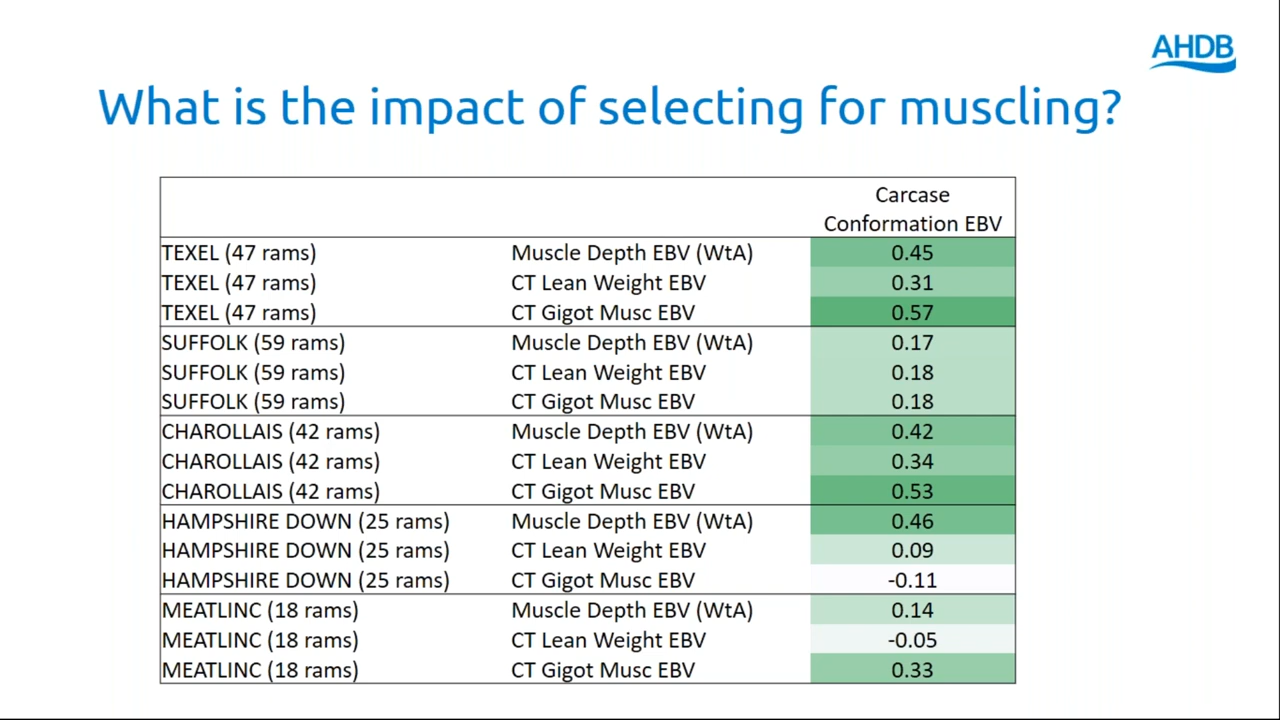 AHDB
What is the impact of selecting for muscling?
Carcase
Conformation EBV
TEXEL (47 rams) Muscle Depth EBV (WtA) 0.45
TEXEL (47 rams) CT Lean Weight EBV 0.31
TEXEL (47 rams) CT Gigot Musc EBV 0.57
SUFFOLK (59 rams) Muscle Depth EBV (WtA) 0.17
SUFFOLK (59 rams) CT Lean Weight EBV 0.18
SUFFOLK (59 rams) CT Gigot Musc EBV 0.18
CHAROLLAIS (42 rams) Muscle Depth EBV (WtA) 0.42
CHAROLLAIS (42 rams) CT Lean Weight EBV 0.34
CHAROLLAIS (42 rams) CT Gigot Musc EBV 0.53
HAMPSHIRE DOWN (25 rams) Muscle Depth EBV (WtA) 0.46
HAMPSHIRE DOWN (25 rams) CT Lean Weight EBV 0.09
HAMPSHIRE DOWN (25 rams) CT Gigot Musc EBV -0.11
MEATLINC (18 rams) Muscle Depth EBV (WtA) 0.14
MEATLINC (18 rams) CT Lean Weight EBV -0.05
MEATLINC (18 rams) CT Gigot Musc EBV 0.33